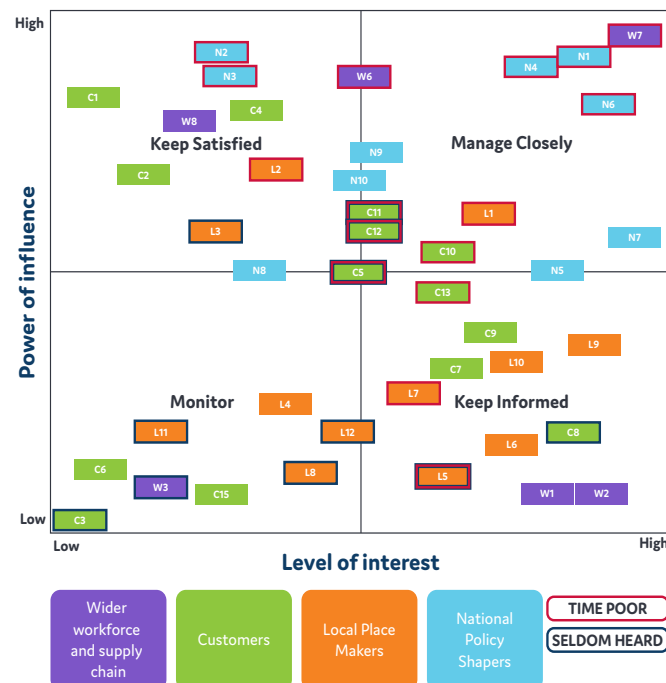 High
W7
N2
N1
N4
N3
W6
C1
N6
C4
W8
Keep Satisfied
Manage Closely
N9
L2
C2
N10
C11
L1
L3
C12
N7
C10
N8
C5
N5
C13
C9
L9
L10
C7
L7
Monitor
L4
Keep Informed
L11
L12
C8
L6
C6
L8
L5
W3
C15
W1
W2
C3
Low
Low
High
Power of influence
Level of interest
Wider
workforce
and supply
chain
Customers
Local Place
Makers
National
Policy
Shapers
TIME POOR
SELDOM HEARD